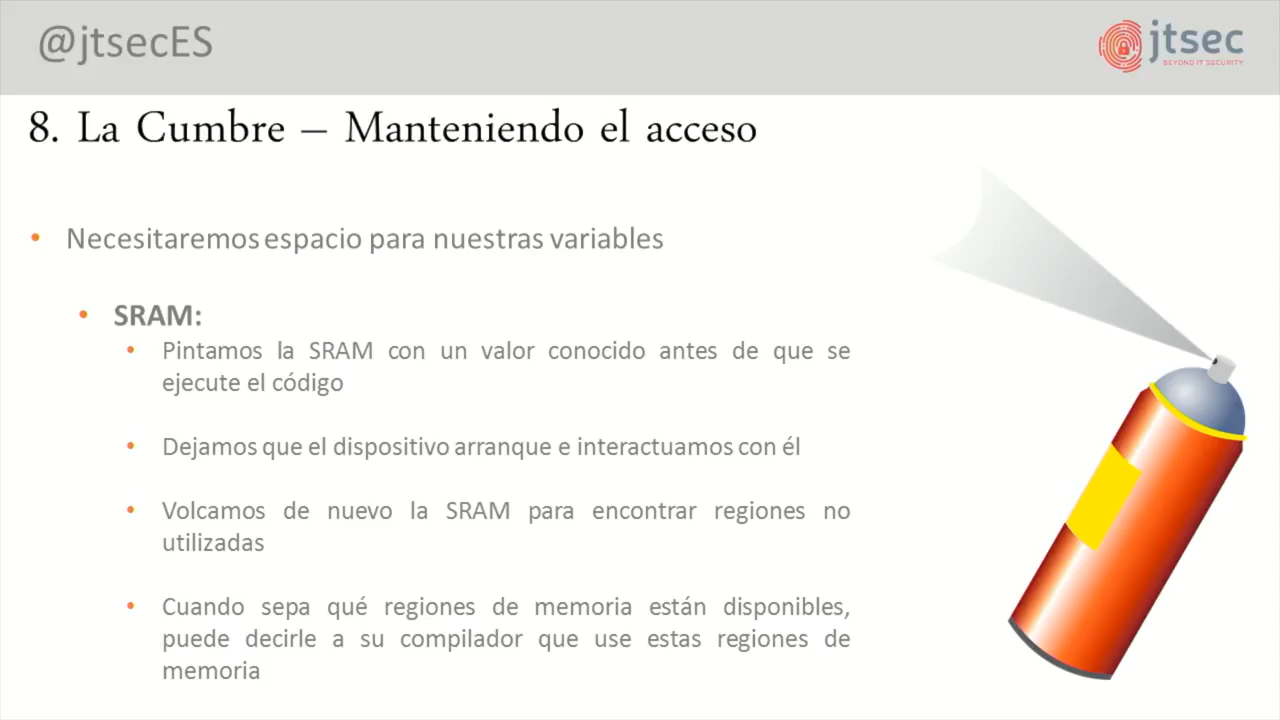 @jtsecES
jtsec
BEYOND IT SECURITY
8. La Cumbre – Manteniendo el acceso
• Necesitaremos espacio para nuestras variables
• SRAM:
• Pintamos la SRAM con un valor conocido antes de que se
ejecute el código
• Dejamos que el dispositivo arranque e interactuamos con él
• Volcamos de nuevo la SRAM para encontrar regiones no
utilizadas
• Cuando sepa qué regiones de memoria están disponibles,
puede decirle a su compilador que use estas regiones de
memoria